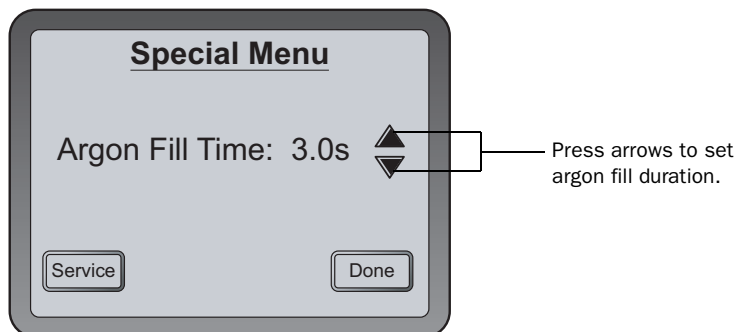 Special Menu
Argon Fill Time: 3.0s
Press arrows to set
argon fill duration.
Service
Done